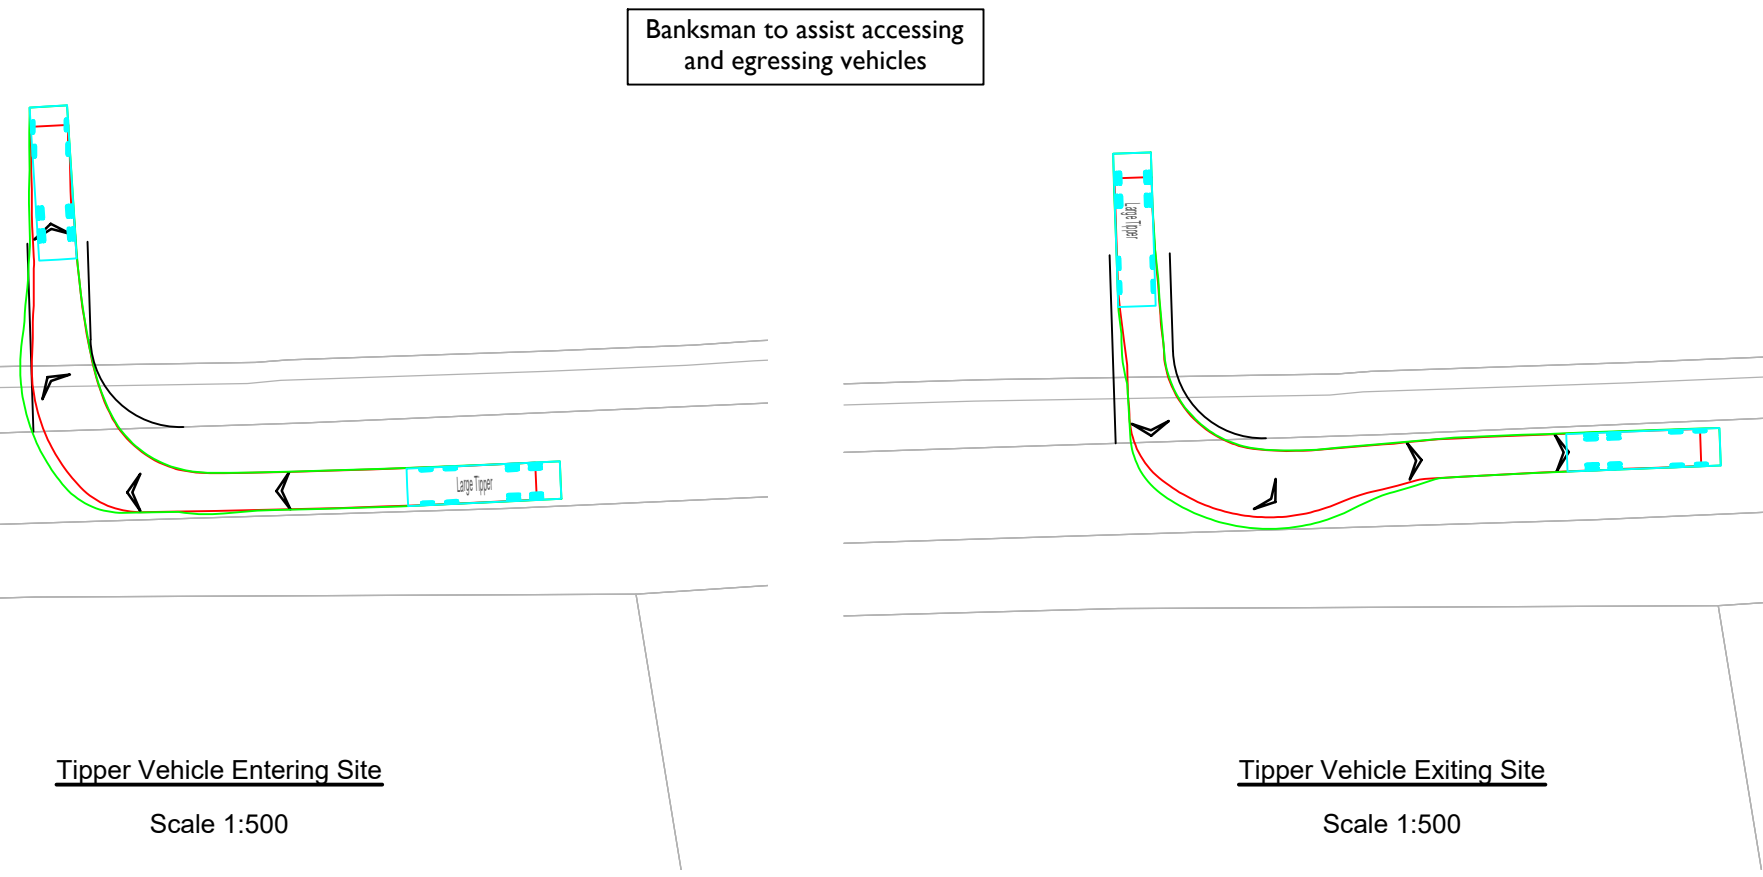 Banksman to assist accessing
and egressing vehicles
Large Tipper
Large Tipper
Tipper Vehicle Entering Site
Scale 1:500
Tipper Vehicle Exiting Site
Scale 1:500